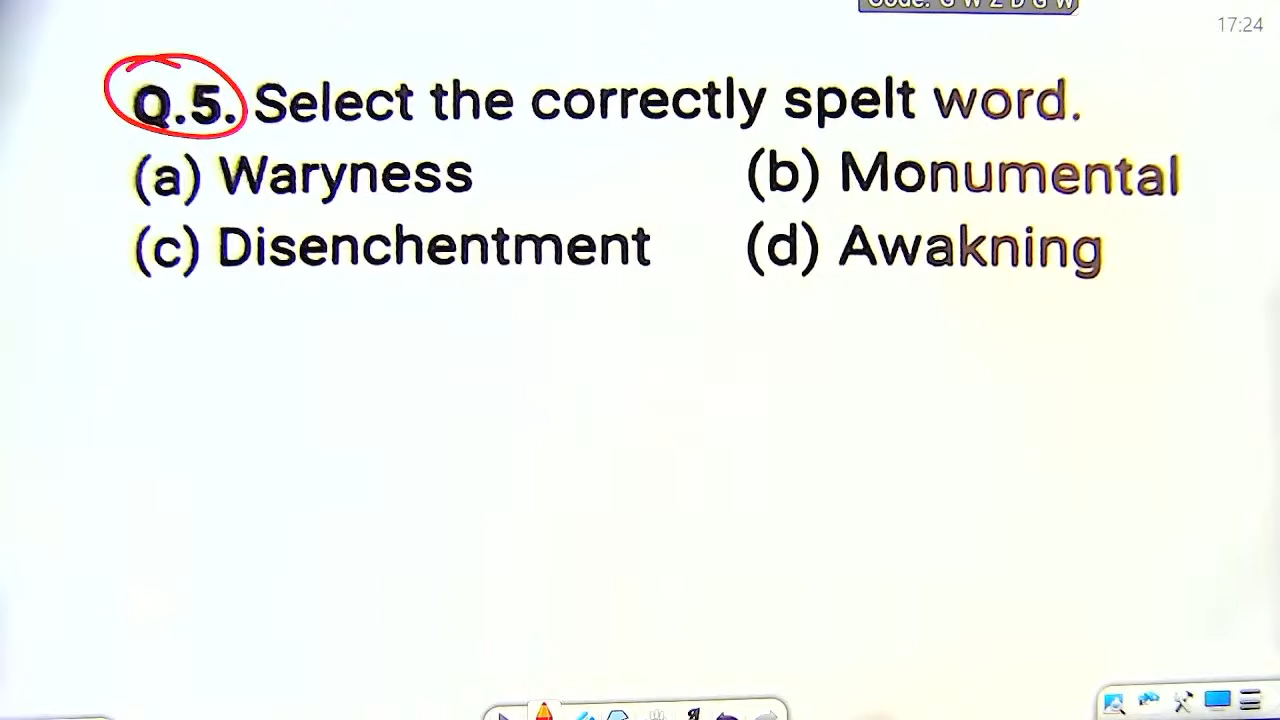 17:24
Q.5. Select the correctly spelt word.
(a) Waryness (b) Monumental
(c) Disenchentment (d) Awakning